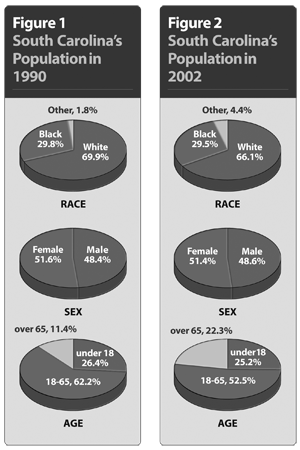 Figure 1
South Carolina's
Population in
1990
Other, 1.8%
Black
29.8%
White
69.9%
RACE
Female
51.6%
Male
48.4%
SEX
over 65, 11.4%
under 18
26.4%
18-65, 62.2%
AGE
Figure 2
South Carolina's
Population in
2002
Other, 4.4%
Black
29.5%
White
66.1%
RACE
Female
51.4%
Male
48.6%
SEX
over 65, 22.3%
under18
25.2%
18-65, 52.5%
AGE